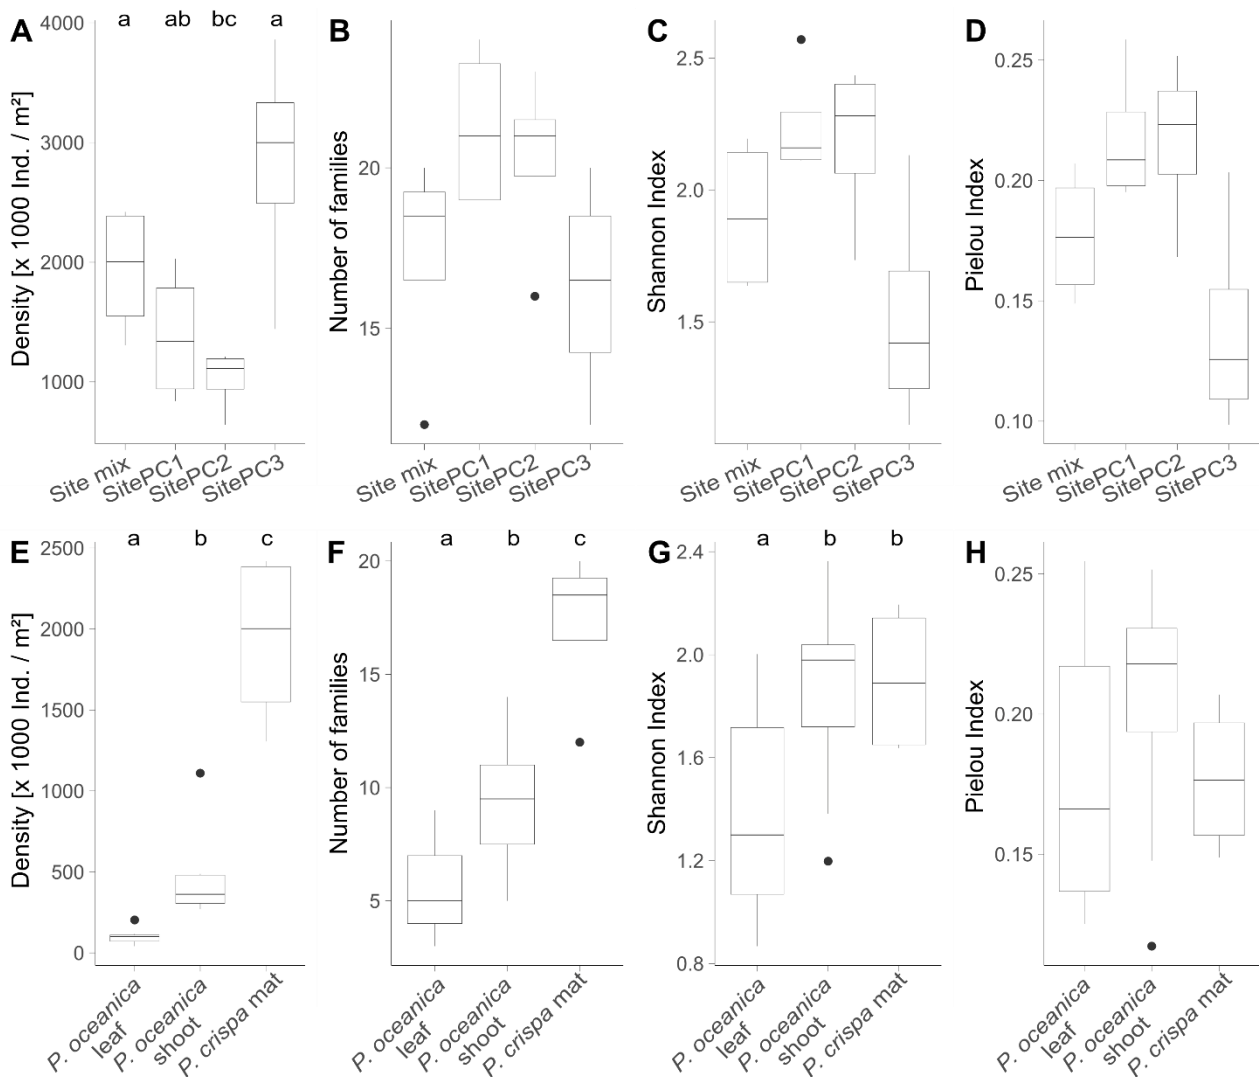 A
a ab bc a
Density [x 1000 Ind. / m²]
4000
3000
2000
1000
Site mix
SitePC1
SitePC2
SitePC3
B
Number of families
20
15
Site mix
SitePC1
SitePC2
SitePC3
C
Shannon Index
2.5
2.0
1.5
Site mix
SitePC1
SitePC2
SitePC3
D
Pielou Index
0.25
0.20
0.15
0.10
Site mix
SitePC1
SitePC2
SitePC3
E
a b c
Density [x 1000 Ind. / m²]
2500
2000
1500
1000
500
0
P. oceanica
leaf
P. oceanica
shoot
P. crispa mat
F
a b c
Number of families
20
15
10
5
P. oceanica
leaf
P. oceanica
shoot
P. crispa mat
G
a b b
Shannon Index
2.4
2.0
1.6
1.2
0.8
P. oceanica
leaf
P. oceanica
shoot
P. crispa mat
H
Pielou Index
0.25
0.20
0.15
P. oceanica
leaf
P. oceanica
shoot
P. crispa mat